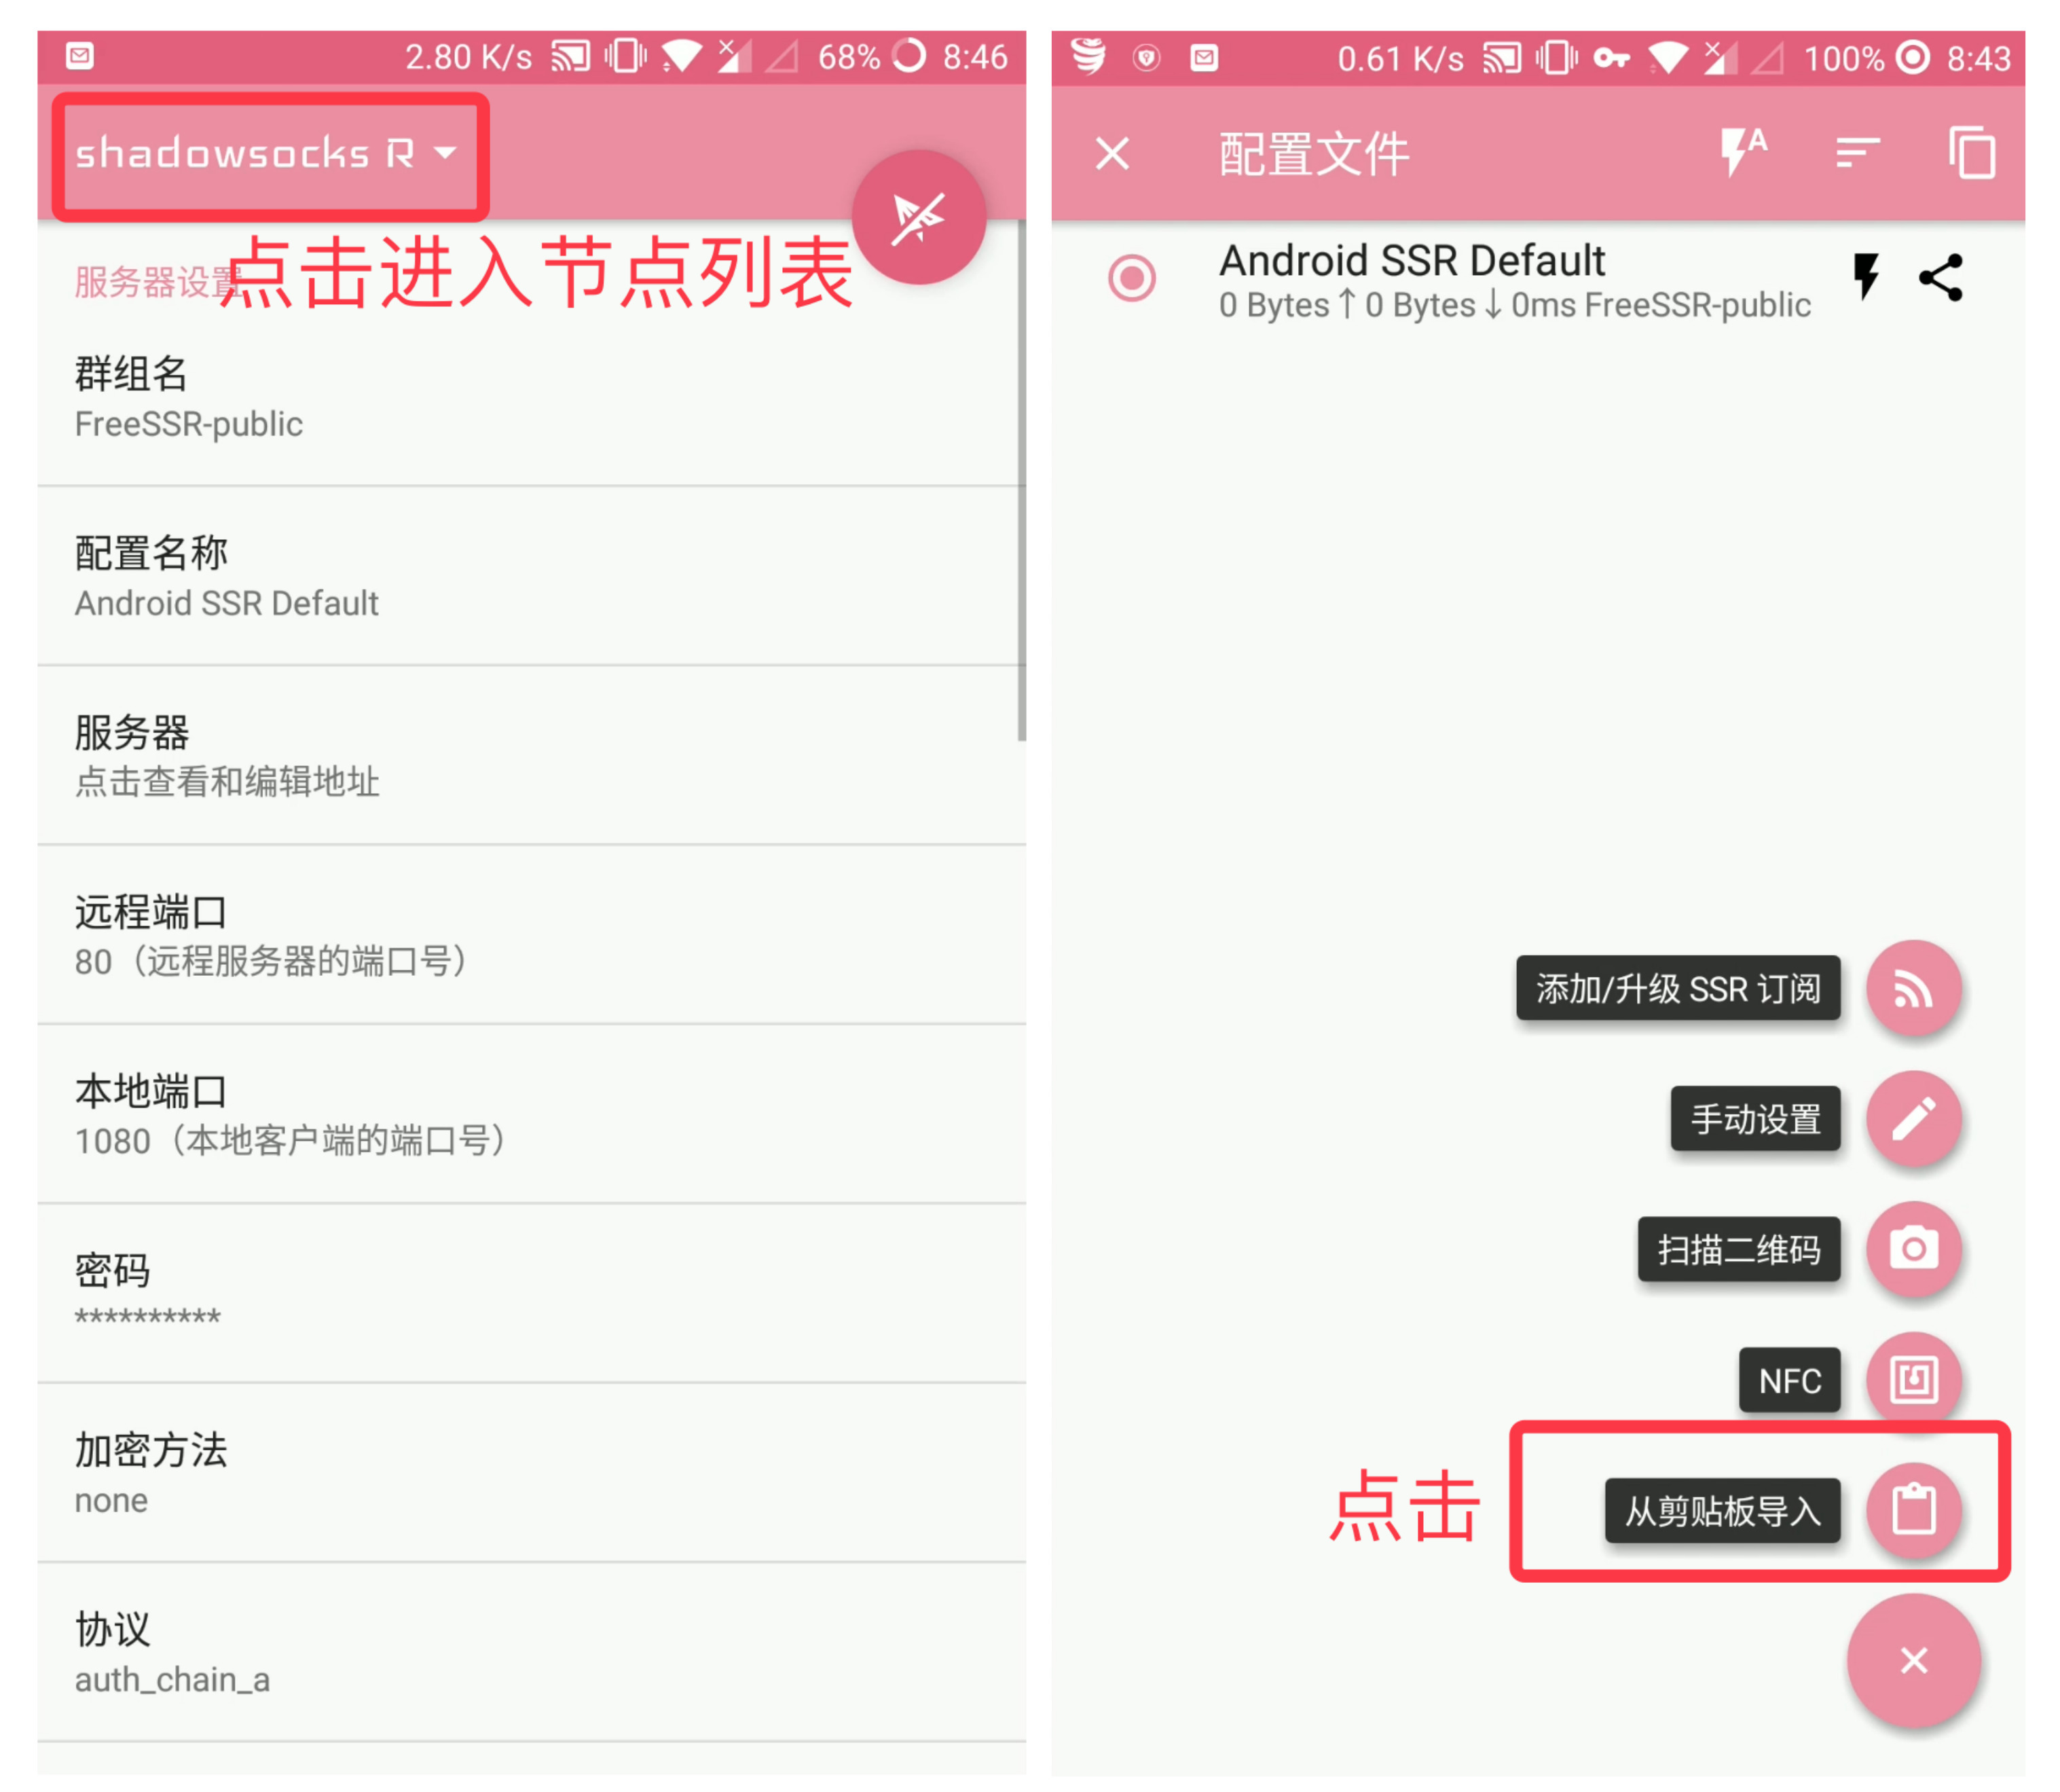 2.80 K/s 68% 8:46
shadowsocks R
点击进入节点列表
服务器设置
群组名
FreeSSR-public
配置名称
Android SSR Default
服务器
点击查看和编辑地址
远程端口
80（远程服务器的端口号）
本地端口
1080（本地客户端的端口号）
密码
**********
加密方法
none
协议
auth_chain_a
0.61 K/s 100% 8:43
配置文件
A
Android SSR Default
0 Bytes↑0 Bytes↓0ms FreeSSR-public
添加/升级 SSR 订阅
手动设置
扫描二维码
NFC
点击
从剪贴板导入